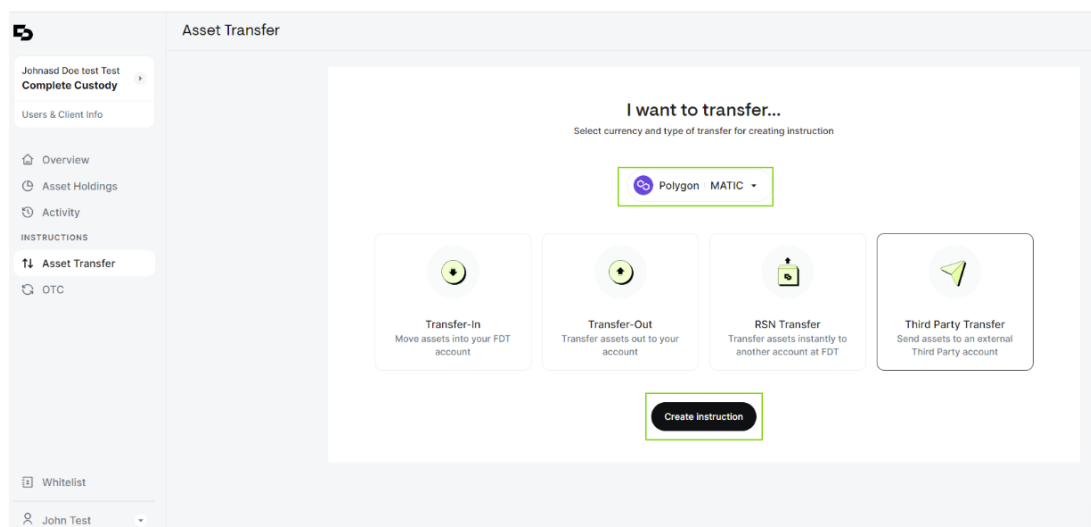 Asset Transfer
Johnasd Doe test Test
Complete Custody
Users & Client Info
Overview
Asset Holdings
Activity
INSTRUCTIONS
Asset Transfer
OTC
Whitelist
John Test
I want to transfer...
Select currency and type of transfer for creating instruction
Polygon MATIC
Transfer-In
Move assets into your FDT
account
Transfer-Out
Transfer assets out to your
account
RSN Transfer
Transfer assets instantly to
another account at FDT
Third Party Transfer
Send assets to an external
Third Party account
Create instruction